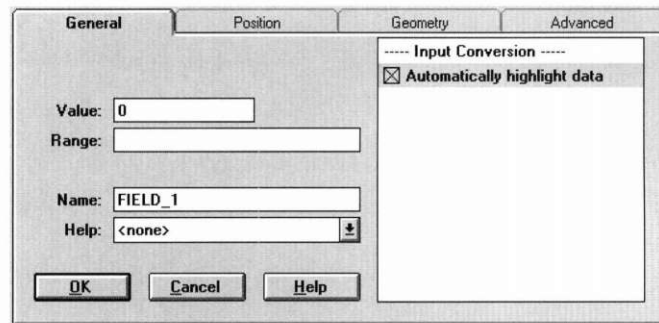 General Position Geometry Advanced
----- Input Conversion -----
Automatically highlight data
Value: 0
Range:
Name: FIELD_1
Help: <none>
OK Cancel Help